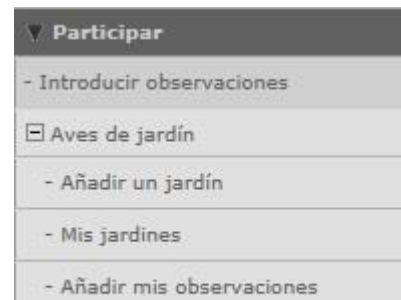 Participar
- Introducir observaciones
Aves de jardín
- Añadir un jardín
- Mis jardines
- Añadir mis observaciones